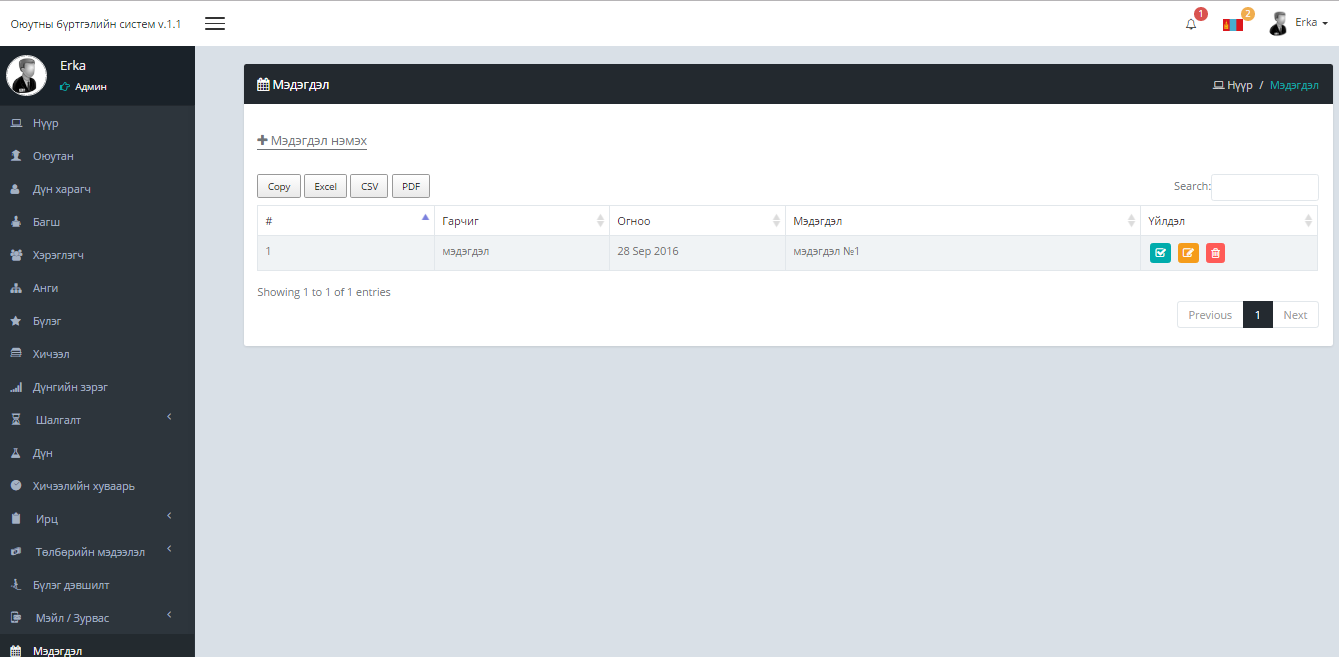 Оюутны бүртгэлийн систем v.1.1
1
2
Erka
Erka
Админ
Нүүр
Оюутан
Дүн харагч
Багш
Хэрэглэгч
Анги
Бүлэг
Хичээл
Дүнгийн зэрэг
Шалгалт
Дүн
Хичээлийн хуваарь
Ирц
Төлбөрийн мэдээлэл
Бүлэг дэвшилт
Мэйл / Зурвас
Мэдэгдэл
Мэдэгдэл
Нүүр / Мэдэгдэл
Мэдэгдэл нэмэх
Copy Excel CSV PDF
Search:
# Гарчиг Огноо Мэдэгдэл Үйлдэл
1 мэдэгдэл 28 Sep 2016 мэдэгдэл №1
Showing 1 to 1 of 1 entries
Previous 1 Next